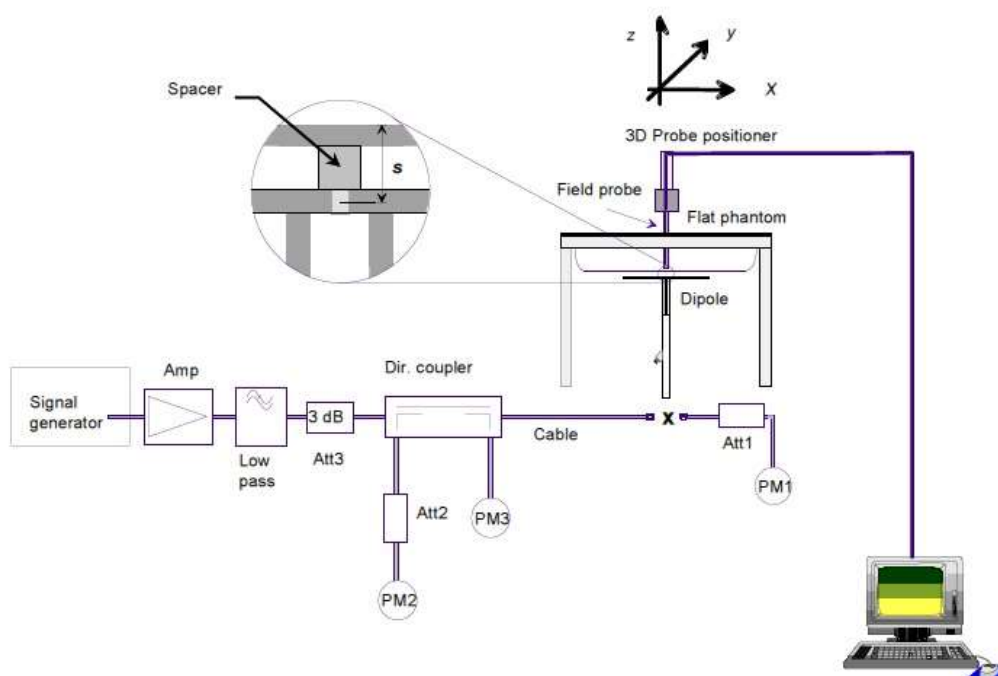 z
y
X
Spacer
3D Probe positioner
s
Field probe
Flat phantom
Dipole
Dir. coupler
Amp
Signal
generator
3 dB
x
Cable
Att1
Low
pass
Att3
PM1
Att2
PM3
PM2